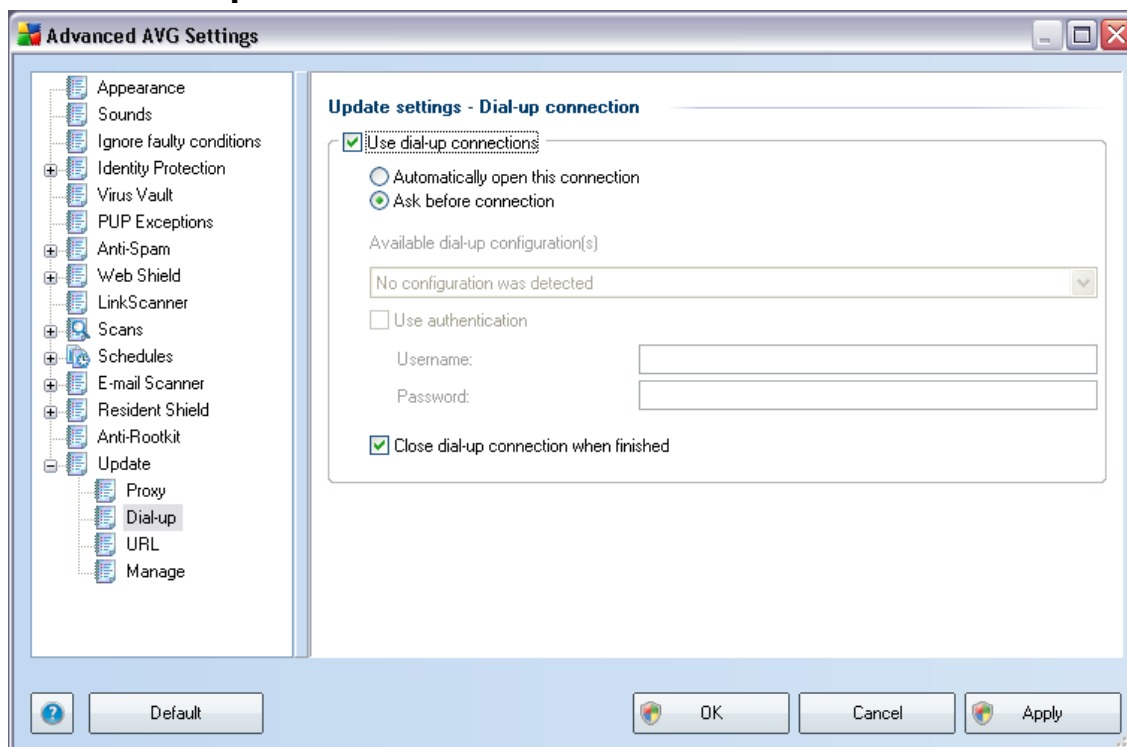 Advanced AVG Settings
Appearance
Sounds
Ignore faulty conditions
Identity Protection
Virus Vault
PUP Exceptions
Anti-Spam
Web Shield
LinkScanner
Scans
Schedules
E-mail Scanner
Resident Shield
Anti-Rootkit
Update
Proxy
Dial-up
URL
Manage
Update settings - Dial-up connection
Use dial-up connections
Automatically open this connection
Ask before connection
Available dial-up configuration(s)
No configuration was detected
Use authentication
Username:
Password:
Close dial-up connection when finished
Default
OK
Cancel
Apply